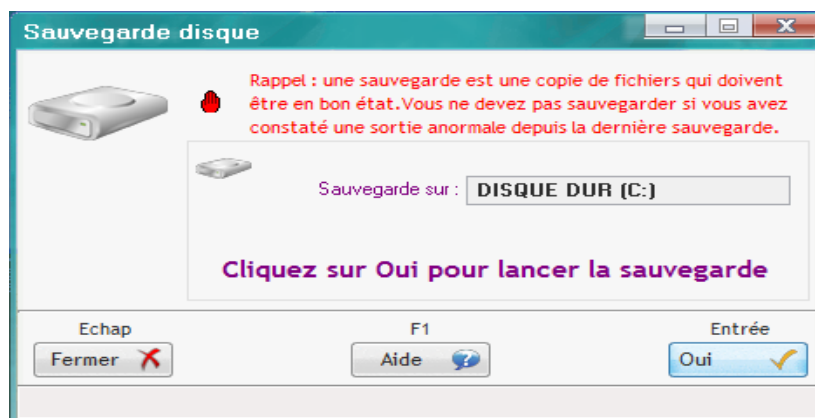 Sauvegarde disque
Rappel : une sauvegarde est une copie de fichiers qui doivent
être en bon état.Vous ne devez pas sauvegarder si vous avez
constaté une sortie anormale depuis la dernière sauvegarde.
Sauvegarde sur : DISQUE DUR (C:)
Cliquez sur Oui pour lancer la sauvegarde
Echap F1 Entrée
Fermer Aide Oui